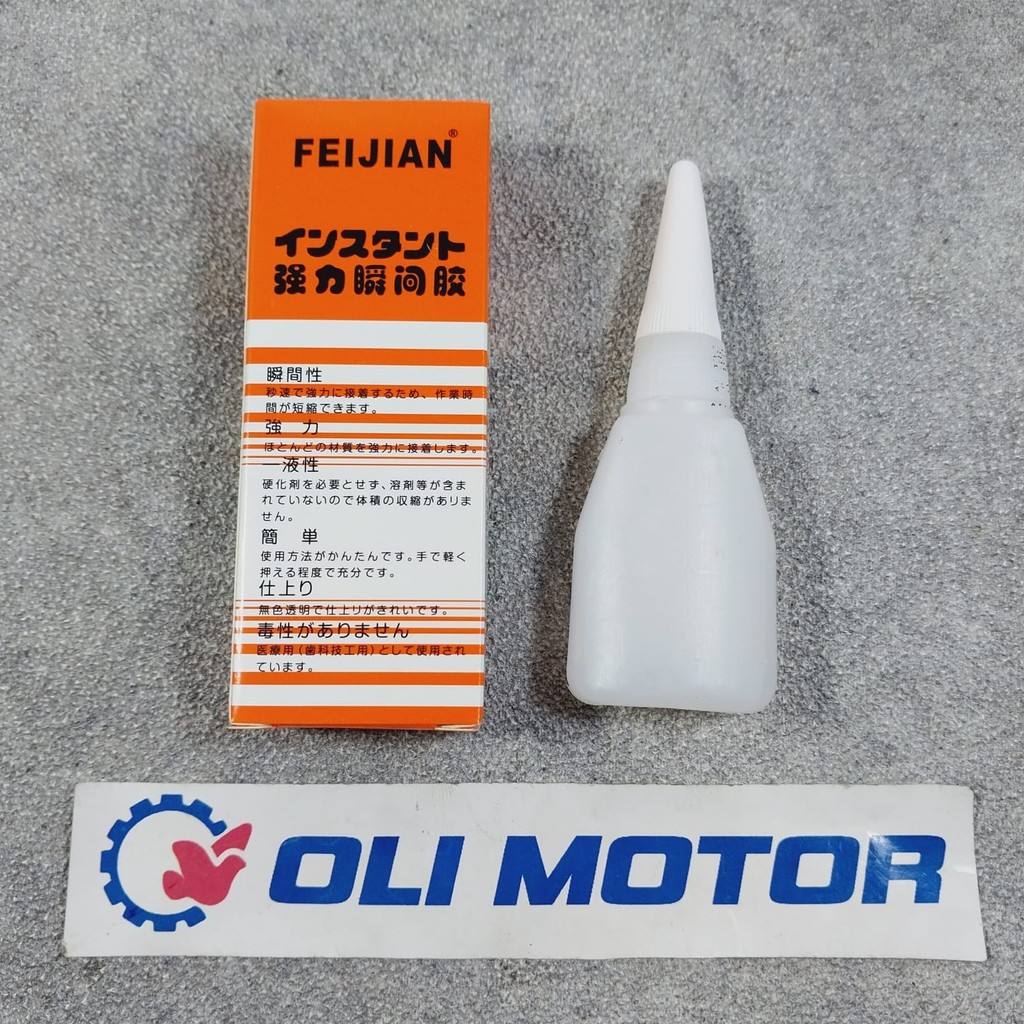 FEIJIAN®
インスタント
强力瞬间胶
瞬間性
秒速で強力に接着するため、作業時
間が短縮できます。
強 力
ほとんどの材質を強力に接着します。
一液性
硬化剤を必要とせず、溶剤等が含ま
れていないので体積の収縮がありま
せん。
簡 単
使用方法がかんたんです。手で軽く
押える程度で充分です。
仕上り
無色透明で仕上りがきれいです。
毒性がありません
医療用(歯科技工用)として使用され
ています。
OLI MOTOR